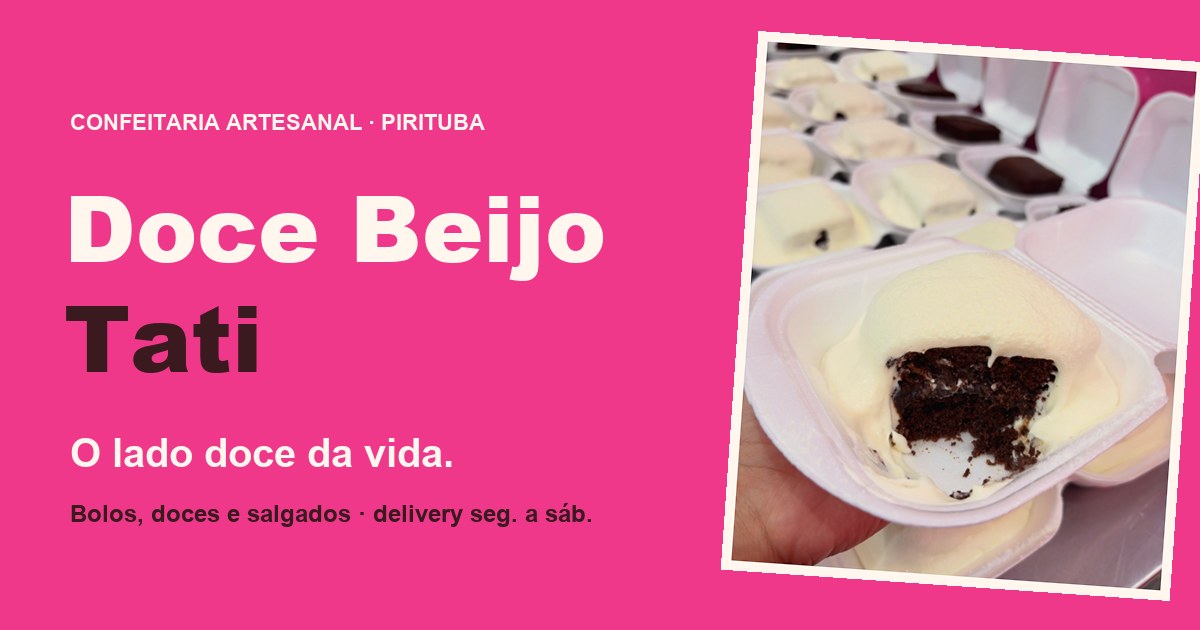 CONFEITARIA ARTESANAL · PIRITUBA
Doce Beijo
Tati
O lado doce da vida.
Bolos, doces e salgados · delivery seg. a sáb.